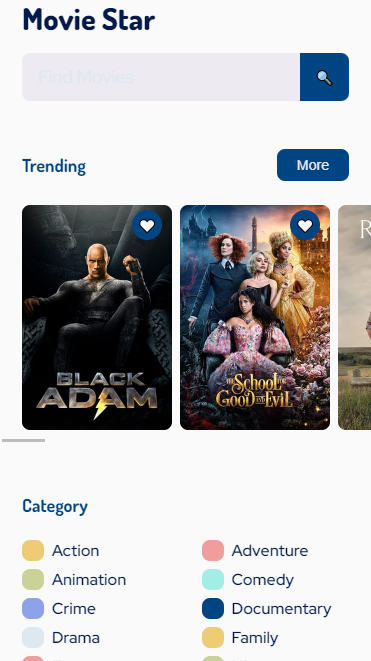 Movie Star
Find Movies
Trending
More
BLACK
ADAM
THE School for
GOOD AND EVIL
R
Category
Action
Adventure
Animation
Comedy
Crime
Documentary
Drama
Family